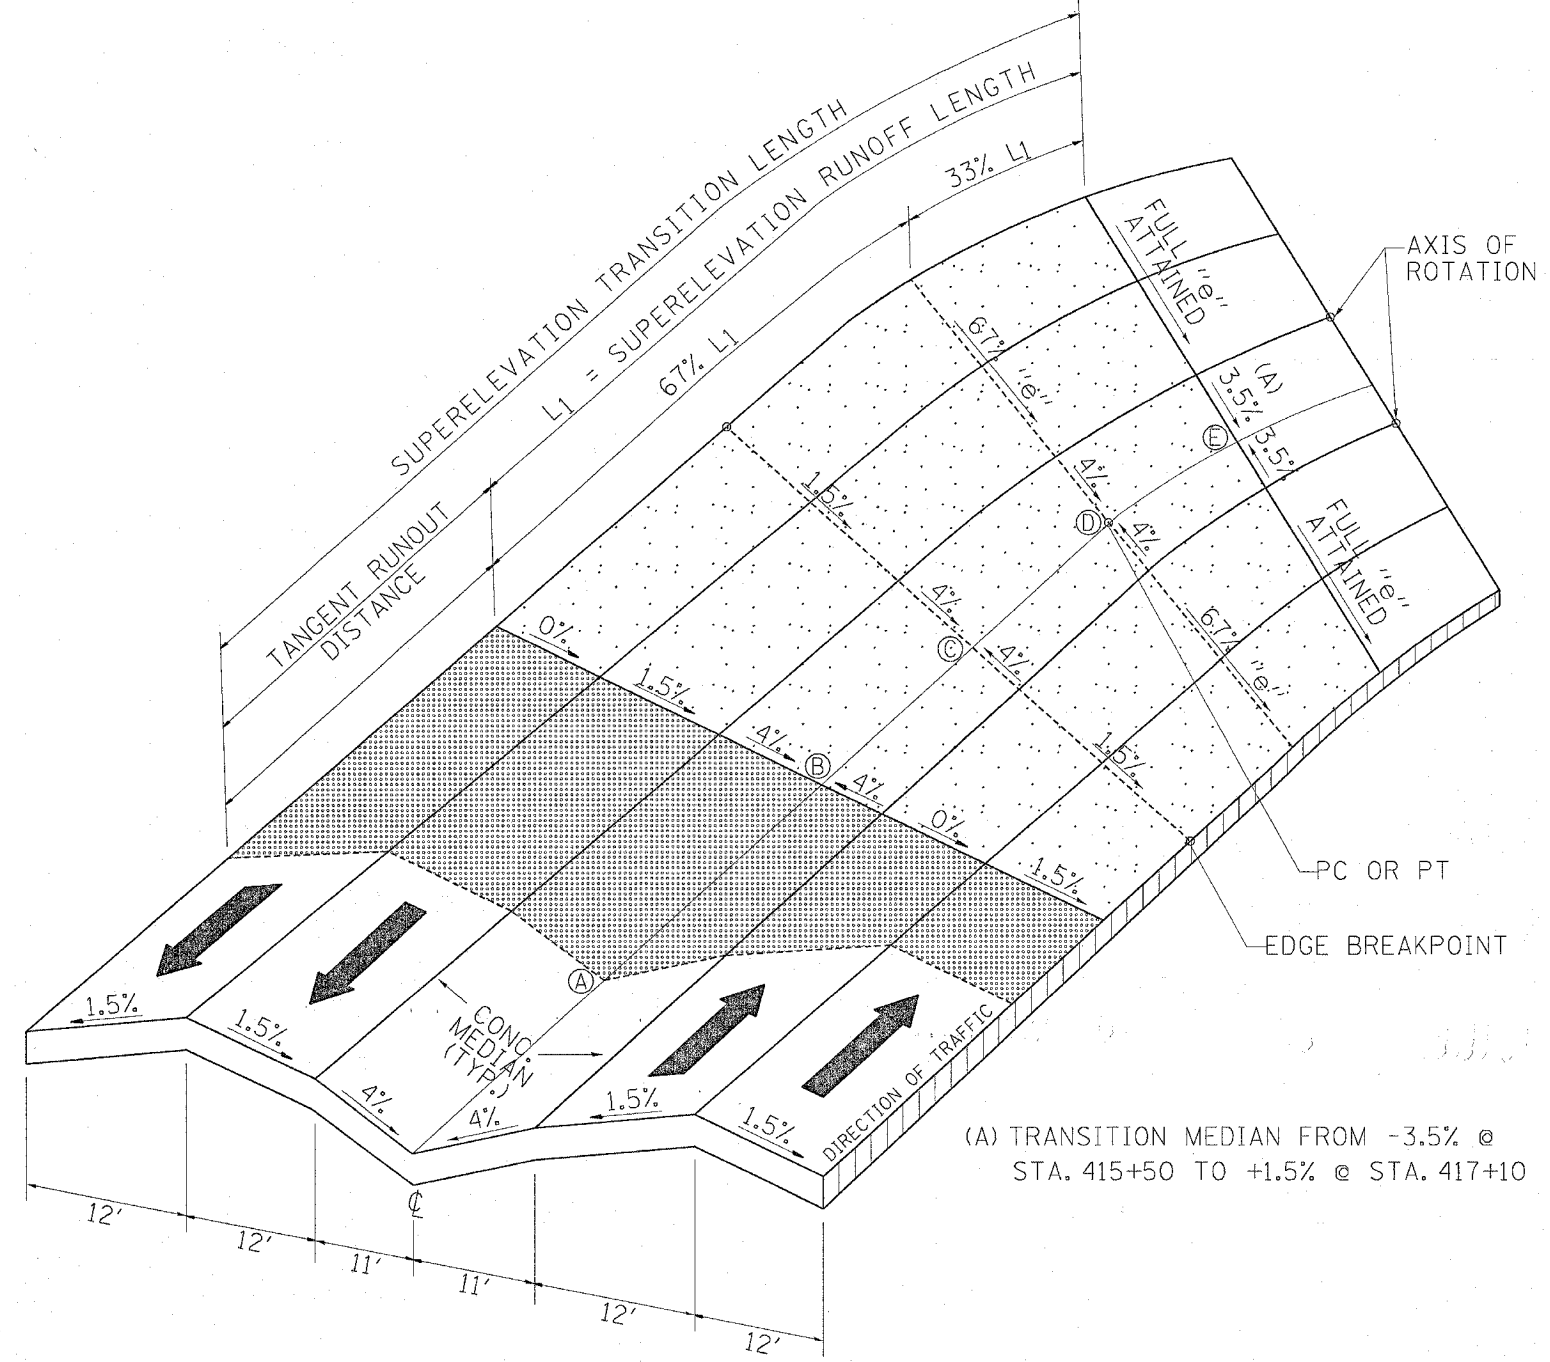 SUPERELEVATION TRANSITION LENGTH
L1 = SUPERELEVATION RUNOFF LENGTH
33% L1
67% L1
TANGENT RUNOUT
DISTANCE
FULL "e"
ATTAINED
AXIS OF
ROTATION
67% "e"
(A)
3.5%
E
3.5%
1.5%
4%
D
4%
FULL "e"
ATTAINED
4%
C
4%
67% "e"
0%
1.5%
4%
B
4%
1.5%
0%
1.5%
PC OR PT
EDGE BREAKPOINT
A
CONC.
MEDIAN
(TYP.)
1.5%
1.5%
4%
4%
1.5%
1.5%
DIRECTION OF TRAFFIC
(A) TRANSITION MEDIAN FROM -3.5% @
STA. 415+50 TO +1.5% @ STA. 417+10
℄
12'
12'
11'
11'
12'
12'